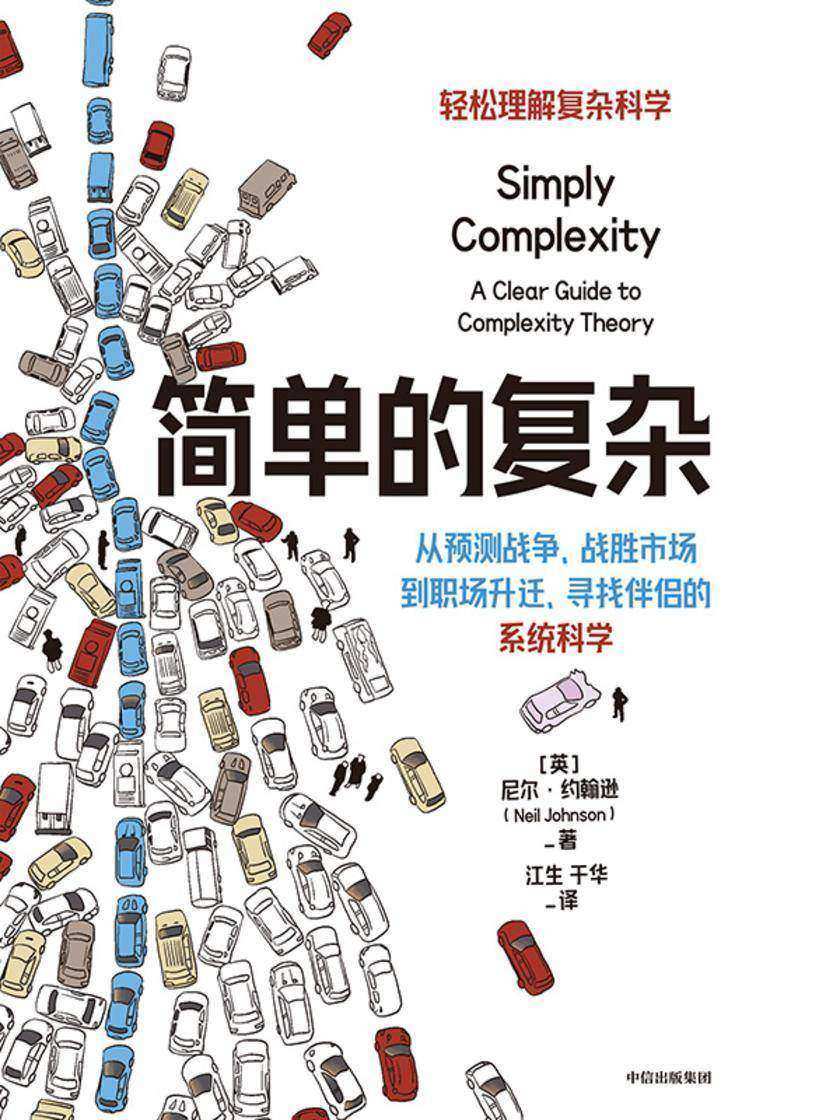 轻松理解复杂科学
Simply
Complexity
A Clear Guide to
Complexity Theory
简单的复杂
从预测战争，战胜市场
到职场升迁，寻找伴侣的
系统科学
［英］
尼尔·约翰逊
（Neil Johnson）
_著
江生 于华
_译
中信出版集团